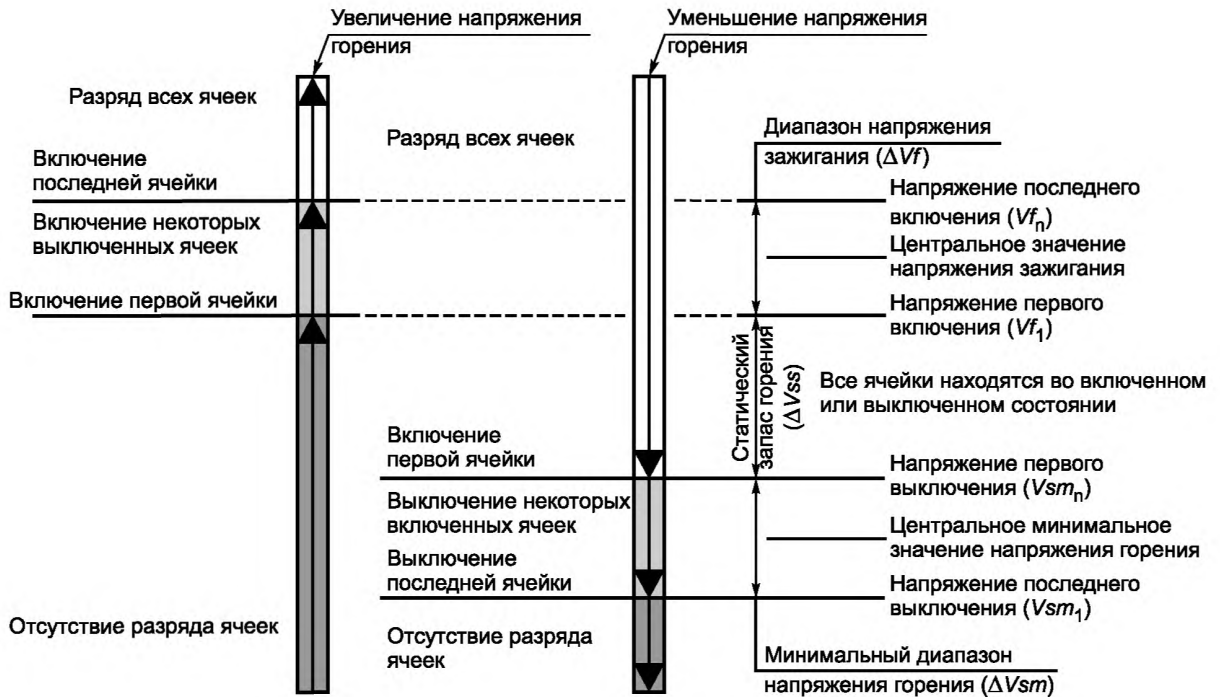 Увеличение напряжения
горения
Уменьшение напряжения
горения
Разряд всех ячеек
Разряд всех ячеек
Диапазон напряжения
зажигания (ΔVf)
Включение
последней ячейки
Напряжение последнего
включения (Vfn)
Включение некоторых
выключенных ячеек
Центральное значение
напряжения зажигания
Включение первой ячейки
Напряжение первого
включения (Vf1)
Статический
запас горения
(ΔVss)
Все ячейки находятся во включенном
или выключенном состоянии
Включение
первой ячейки
Напряжение первого
выключения (Vsmn)
Выключение некоторых
включенных ячеек
Центральное минимальное
значение напряжения горения
Выключение
последней ячейки
Напряжение последнего
выключения (Vsm1)
Отсутствие разряда ячеек
Отсутствие разряда
ячеек
Минимальный диапазон
напряжения горения (ΔVsm)